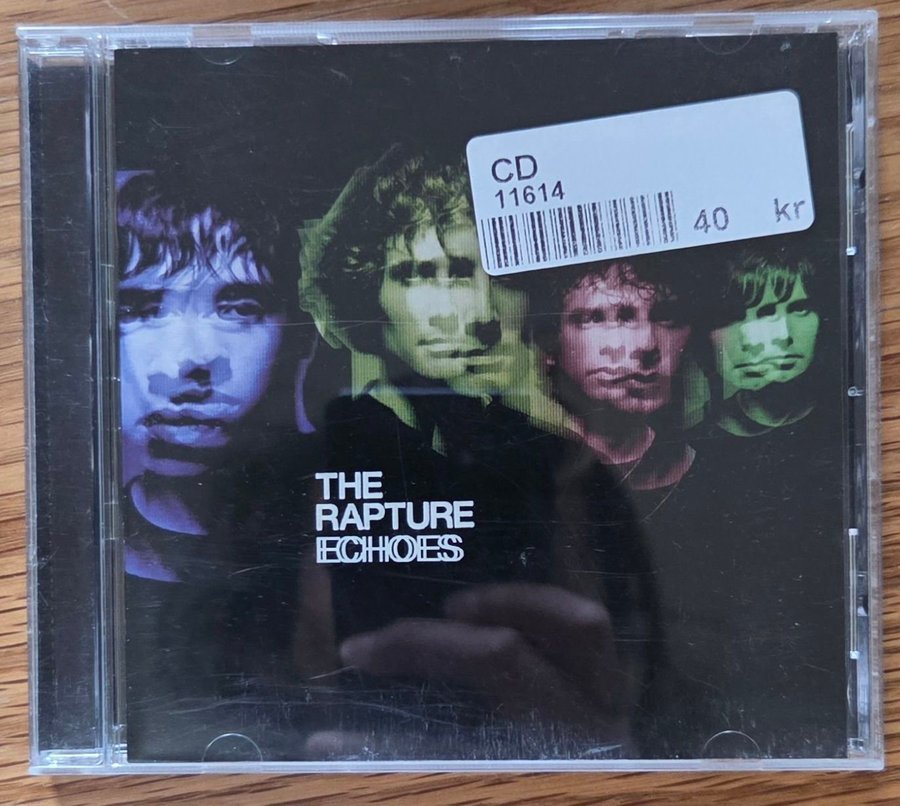 CD
11614
40 kr
THE
RAPTURE
ECHOES